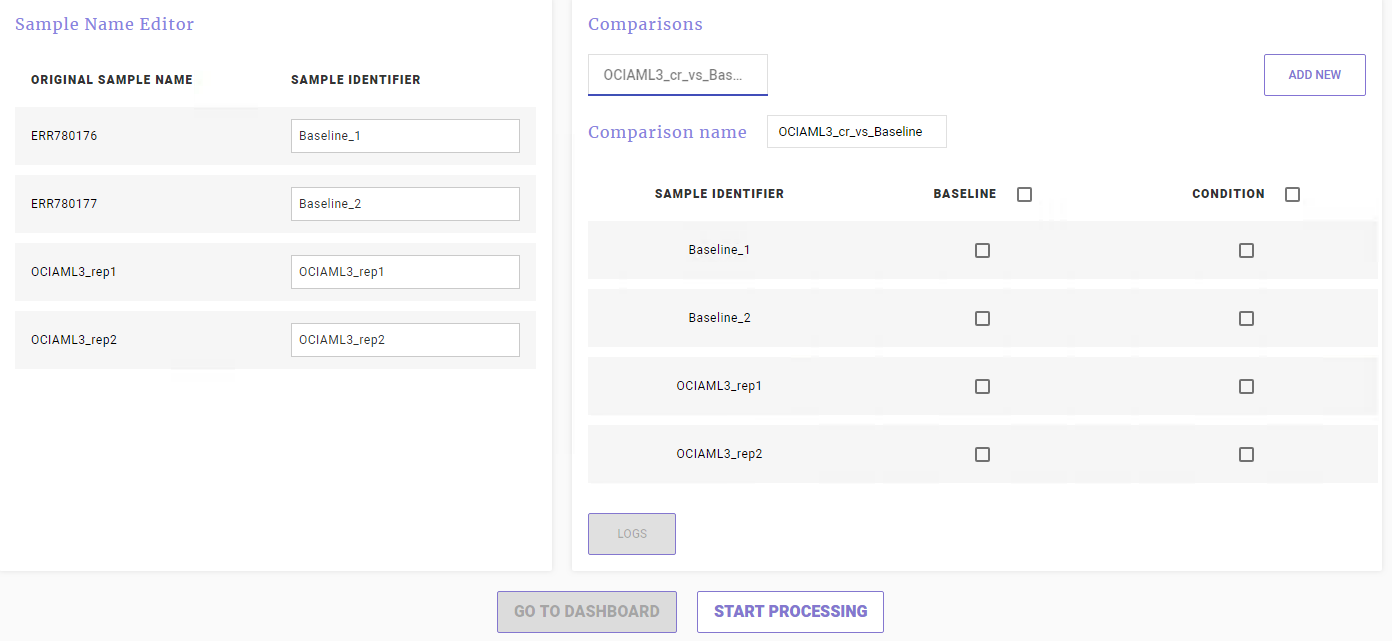 Sample Name Editor
ORIGINAL SAMPLE NAME SAMPLE IDENTIFIER
ERR780176 Baseline_1
ERR780177 Baseline_2
OCIAML3_rep1 OCIAML3_rep1
OCIAML3_rep2 OCIAML3_rep2
Comparisons
OCIAML3_cr_vs_Bas...
ADD NEW
Comparison name OCIAML3_cr_vs_Baseline
SAMPLE IDENTIFIER BASELINE CONDITION
Baseline_1
Baseline_2
OCIAML3_rep1
OCIAML3_rep2
LOGS
GO TO DASHBOARD START PROCESSING